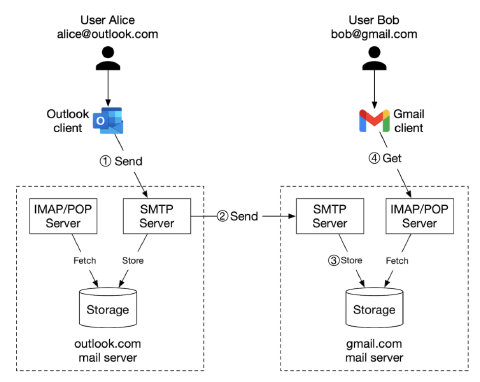 User Alice
alice@outlook.com
User Bob
bob@gmail.com
Outlook
client
Gmail
client
① Send
④ Get
IMAP/POP
Server
SMTP
Server
② Send
SMTP
Server
IMAP/POP
Server
Fetch
Store
③ Store
Fetch
Storage
Storage
outlook.com
mail server
gmail.com
mail server